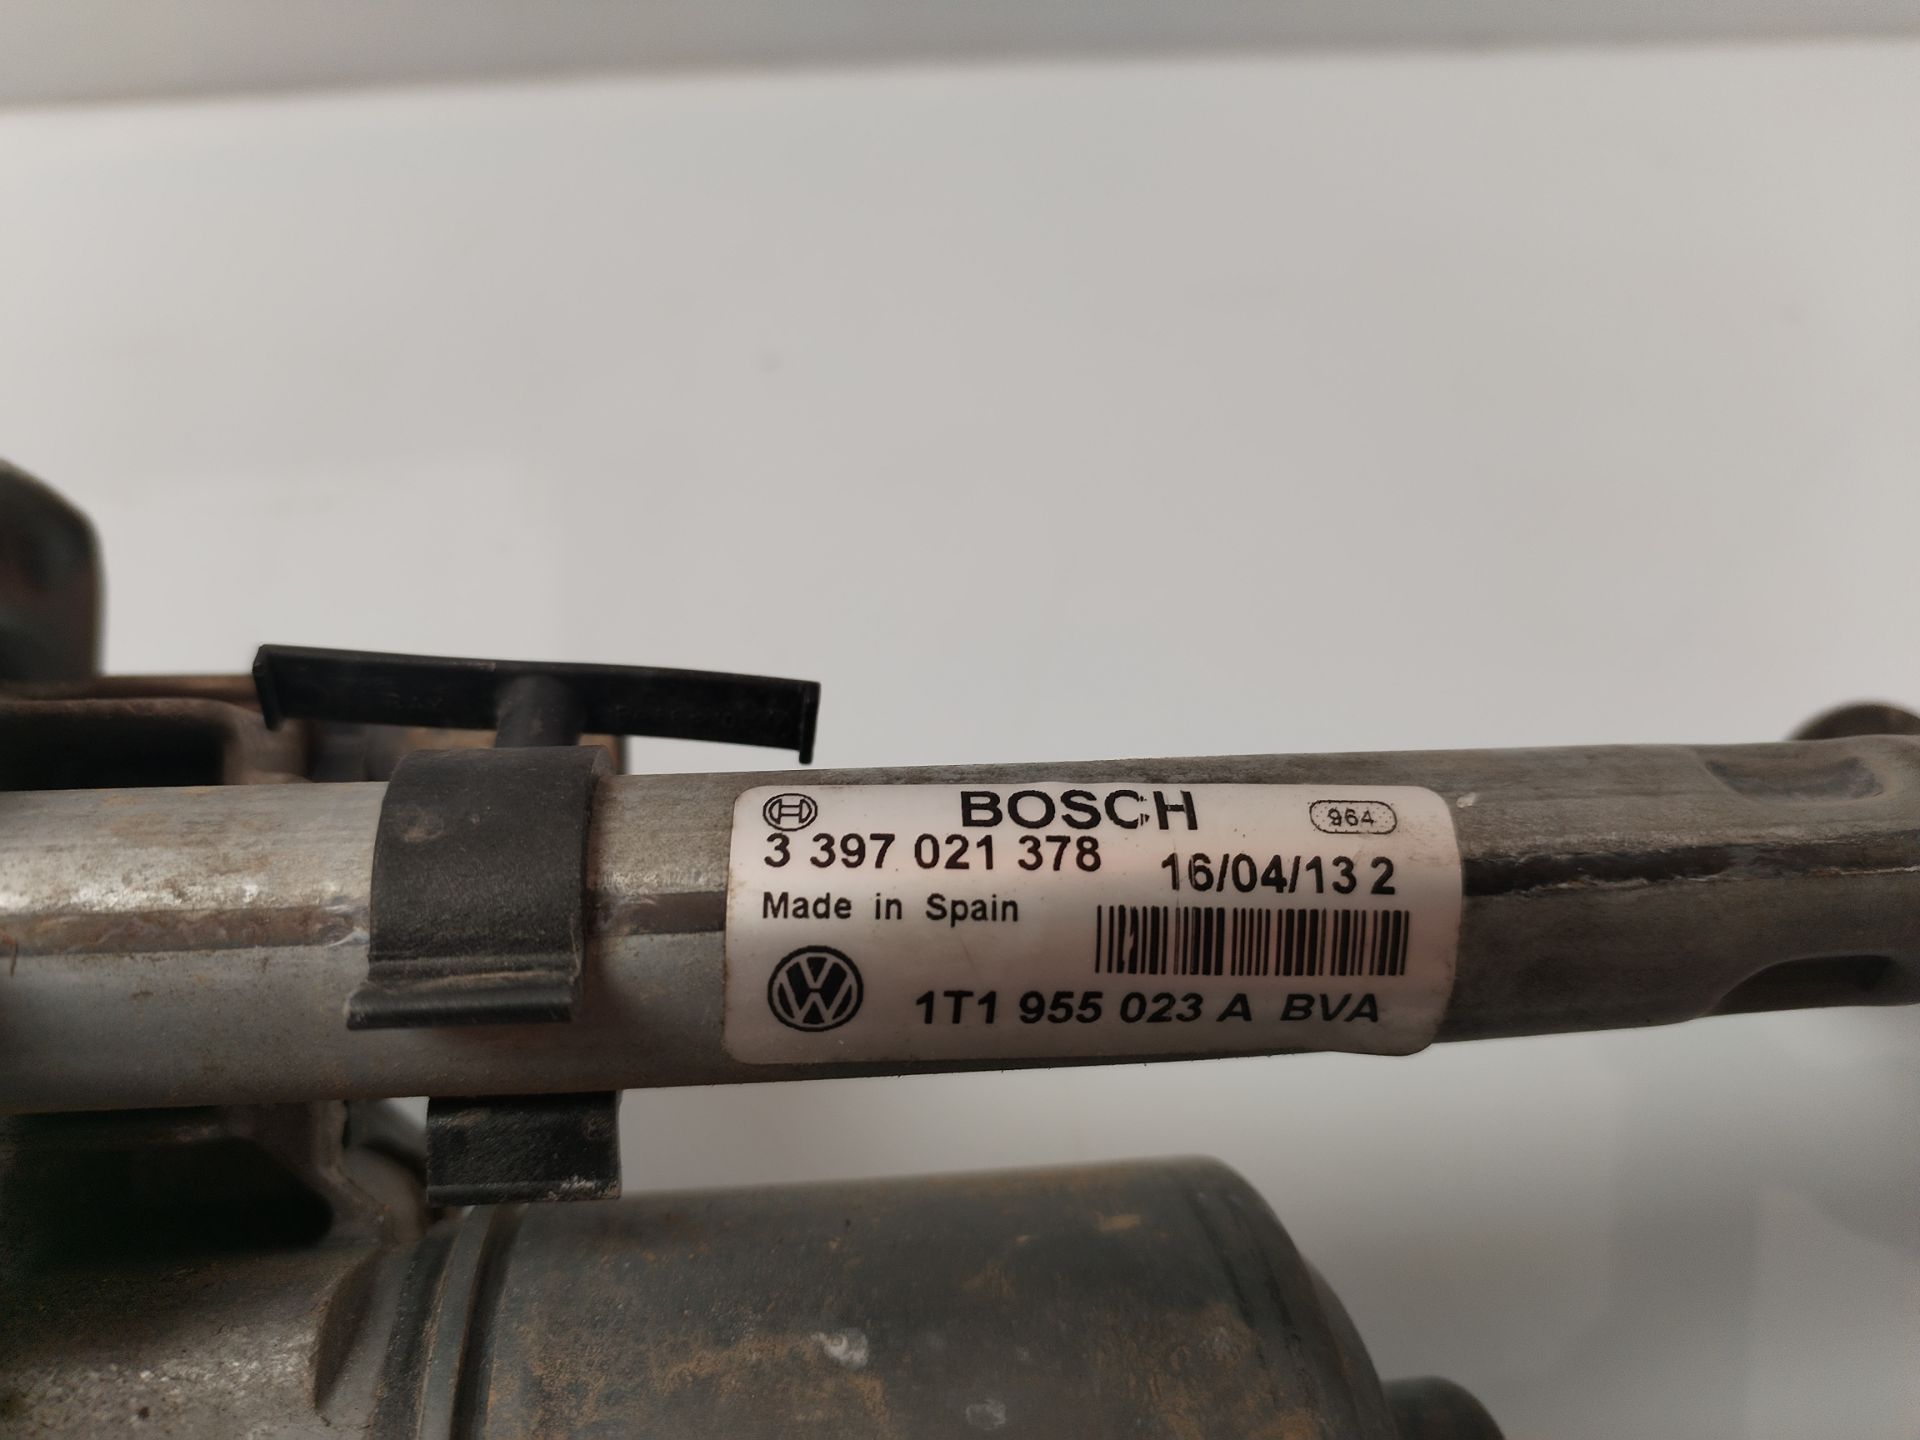 BOSCH 964
3 397 021 378 16/04/13 2
Made in Spain
1T1 955 023 A BVA